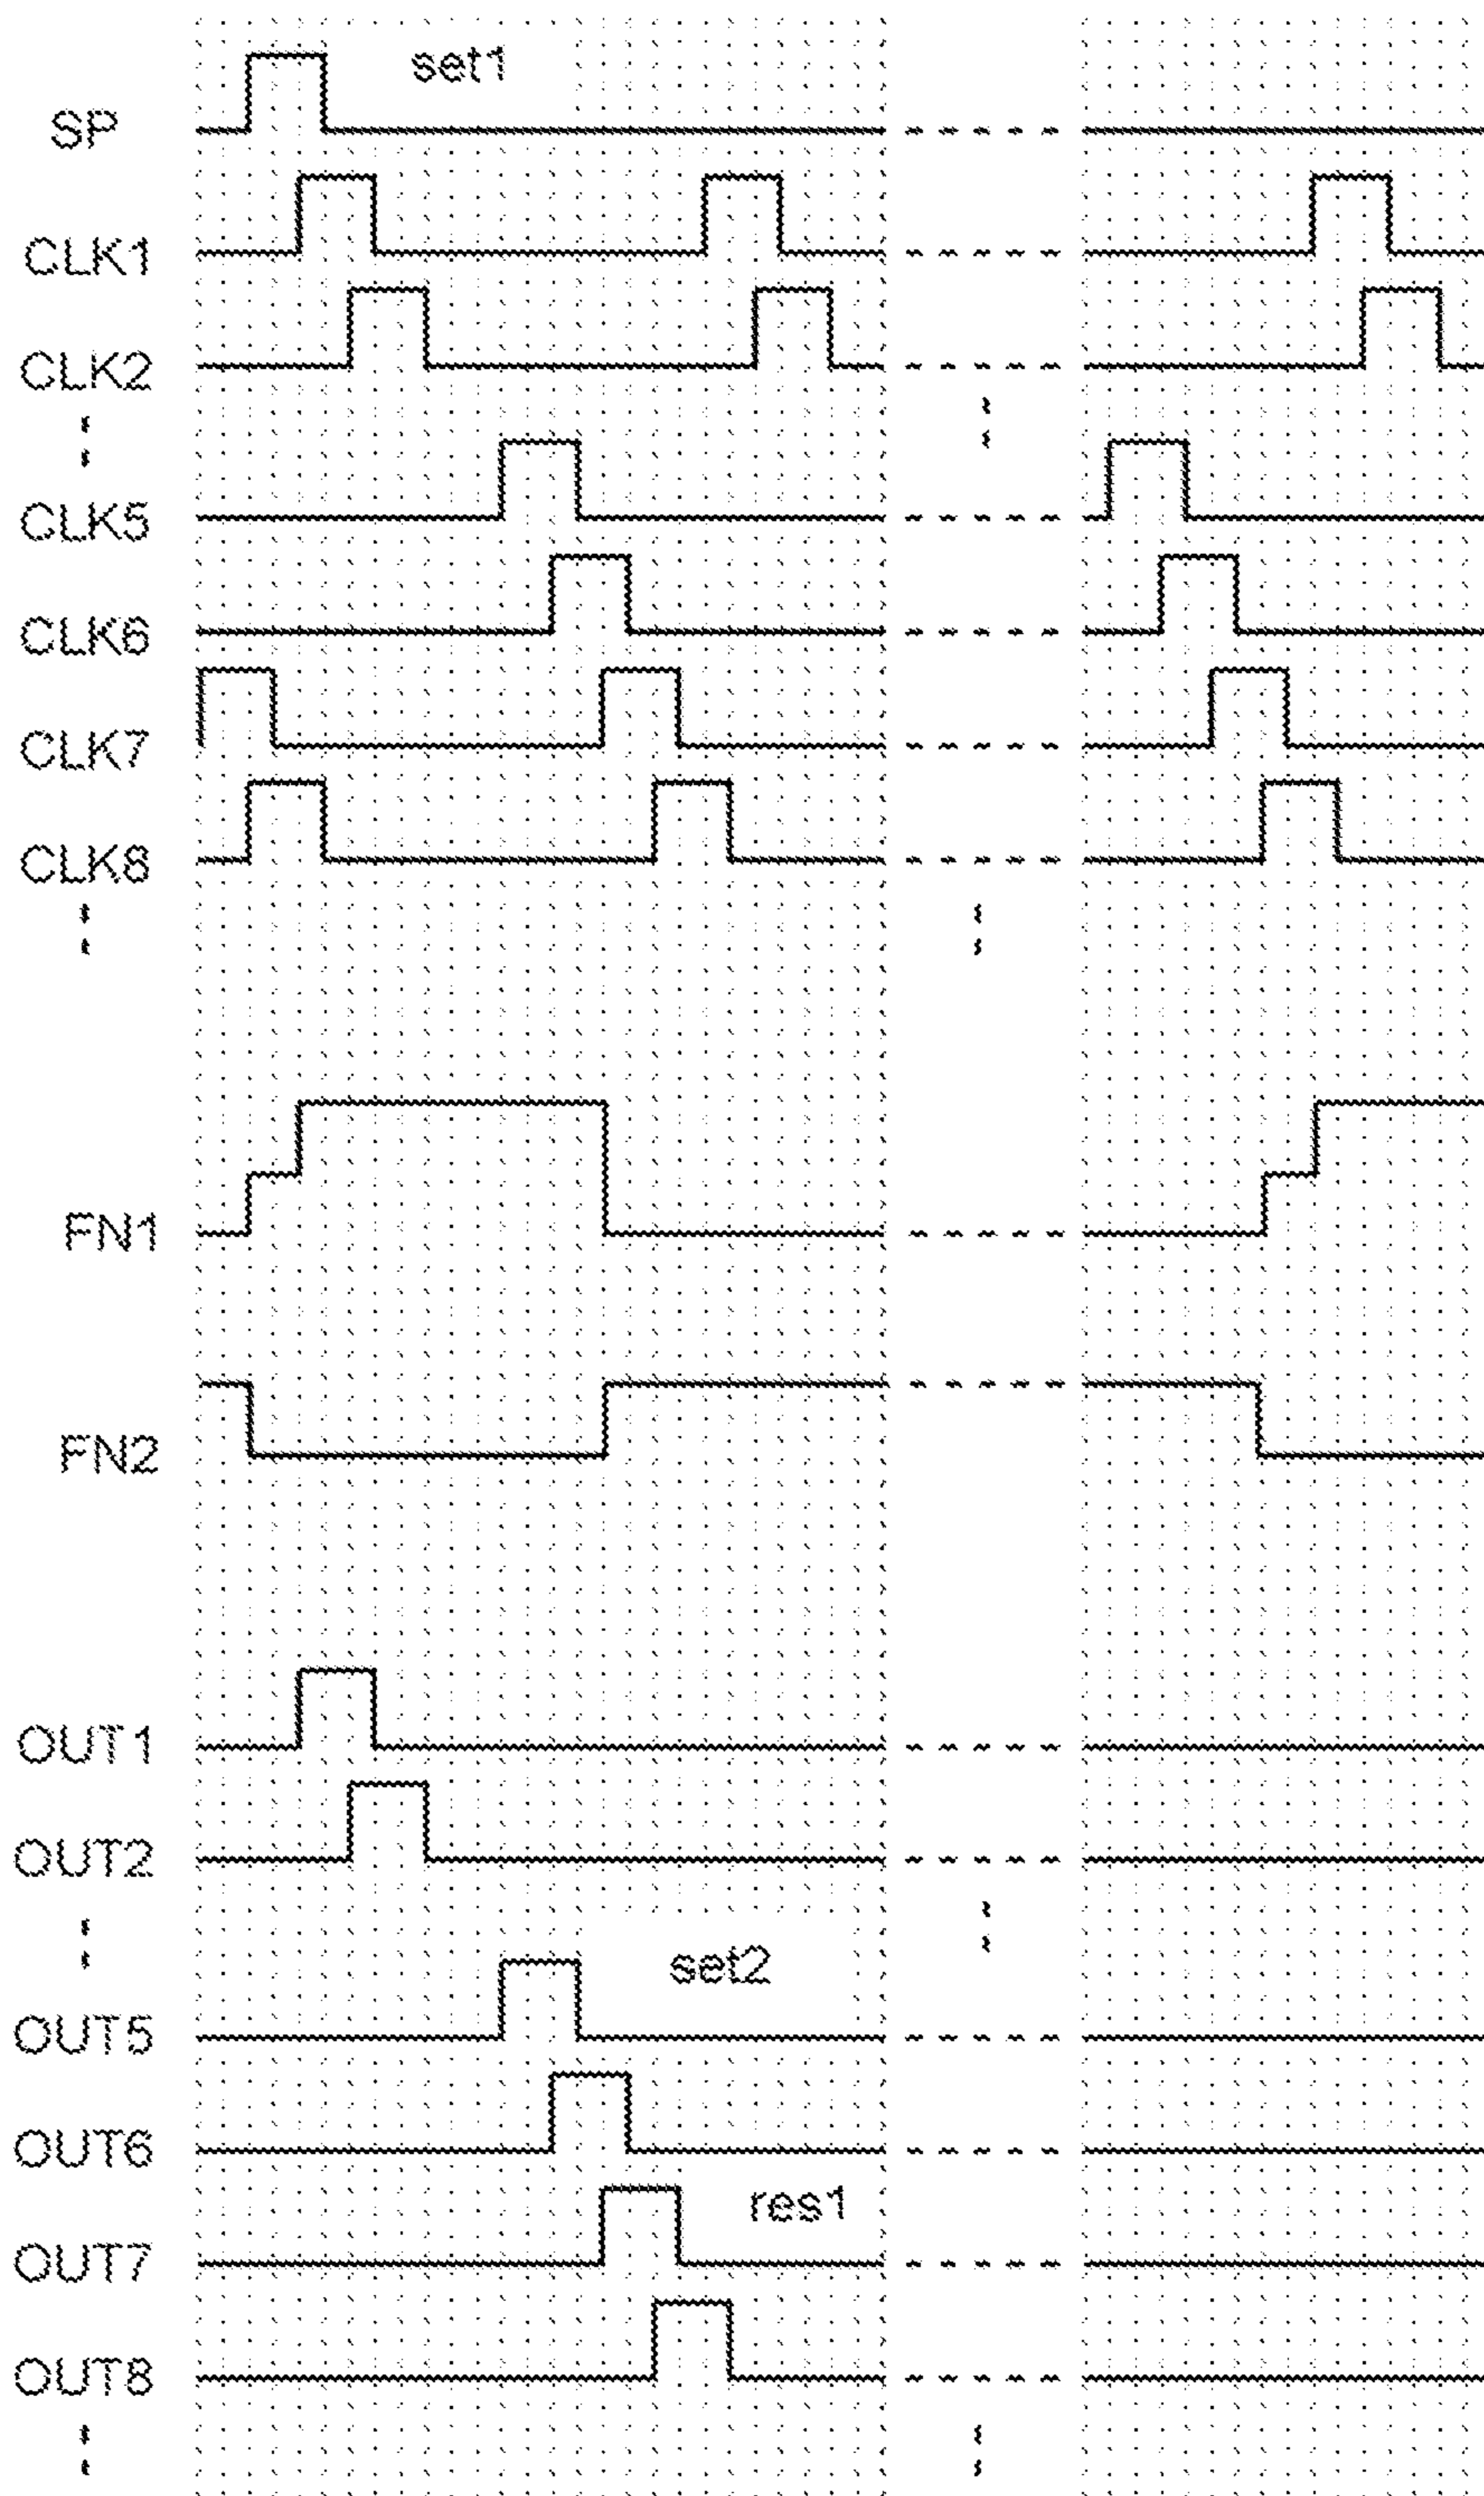 set1
SP
CLK1
CLK2
CLK5
CLK6
CLK7
CLK8
FN1
FN2
OUT1
OUT2
set2
OUT5
OUT6
res1
OUT7
OUT8